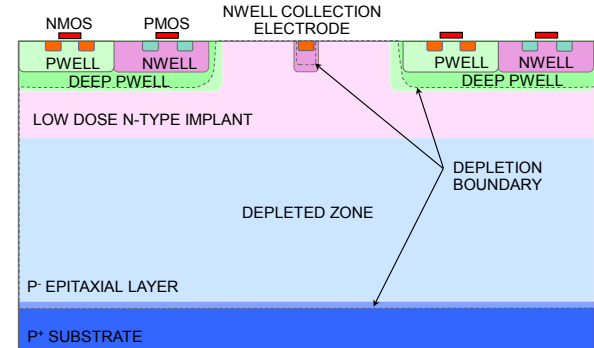 NMOS
PMOS
NWELL COLLECTION
ELECTRODE
PWELL
NWELL
DEEP PWELL
PWELL
NWELL
DEEP PWELL
LOW DOSE N-TYPE IMPLANT
DEPLETION
BOUNDARY
DEPLETED ZONE
P⁻ EPITAXIAL LAYER
P⁺ SUBSTRATE